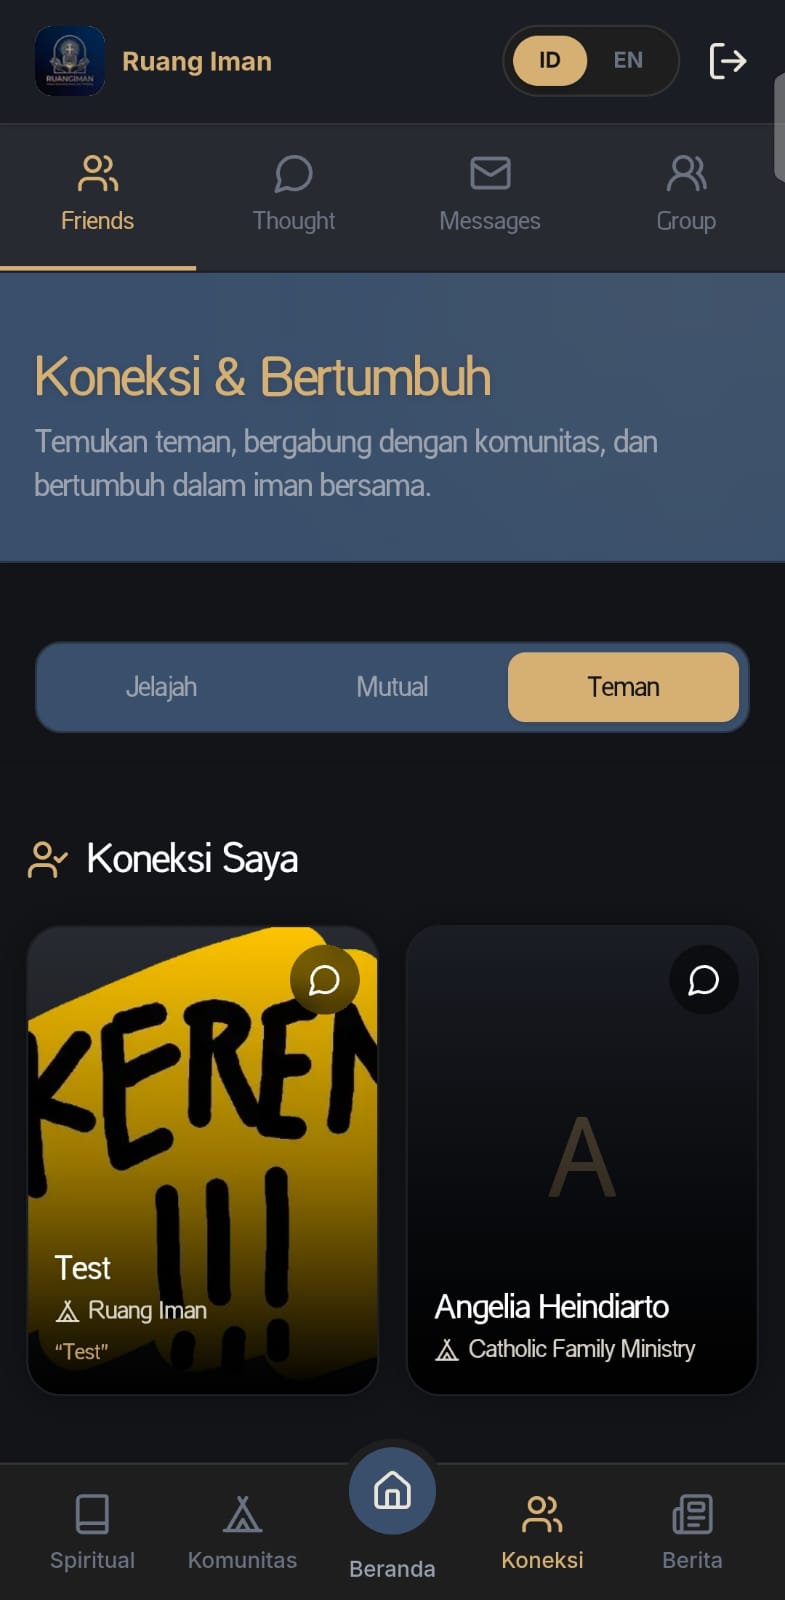 RUANGIMAN
Ruang Iman
ID
EN
Friends
Thought
Messages
Group
Koneksi & Bertumbuh
Temukan teman, bergabung dengan komunitas, dan
bertumbuh dalam iman bersama.
Jelajah
Mutual
Teman
Koneksi Saya
KEREN
!!!
Test
Ruang Iman
“Test”
A
Angelia Heindiarto
Catholic Family Ministry
Spiritual
Komunitas
Beranda
Koneksi
Berita